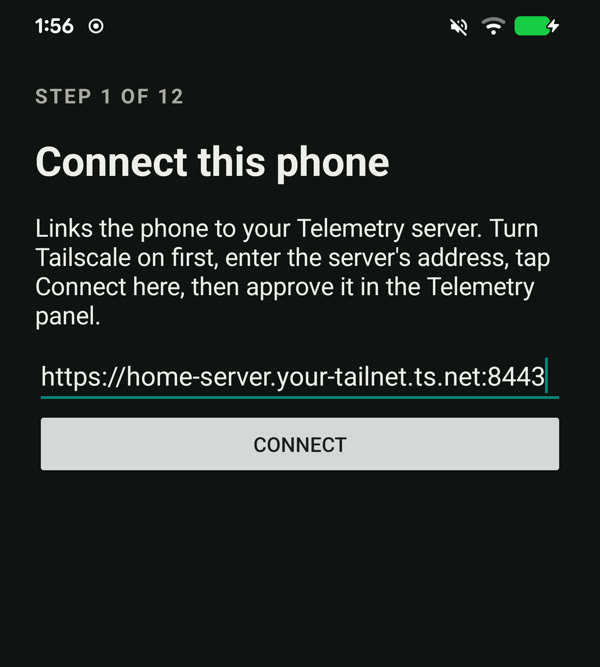 1:56
STEP 1 OF 12
Connect this phone
Links the phone to your Telemetry server. Turn
Tailscale on first, enter the server's address, tap
Connect here, then approve it in the Telemetry
panel.
https://home-server.your-tailnet.ts.net:8443
CONNECT